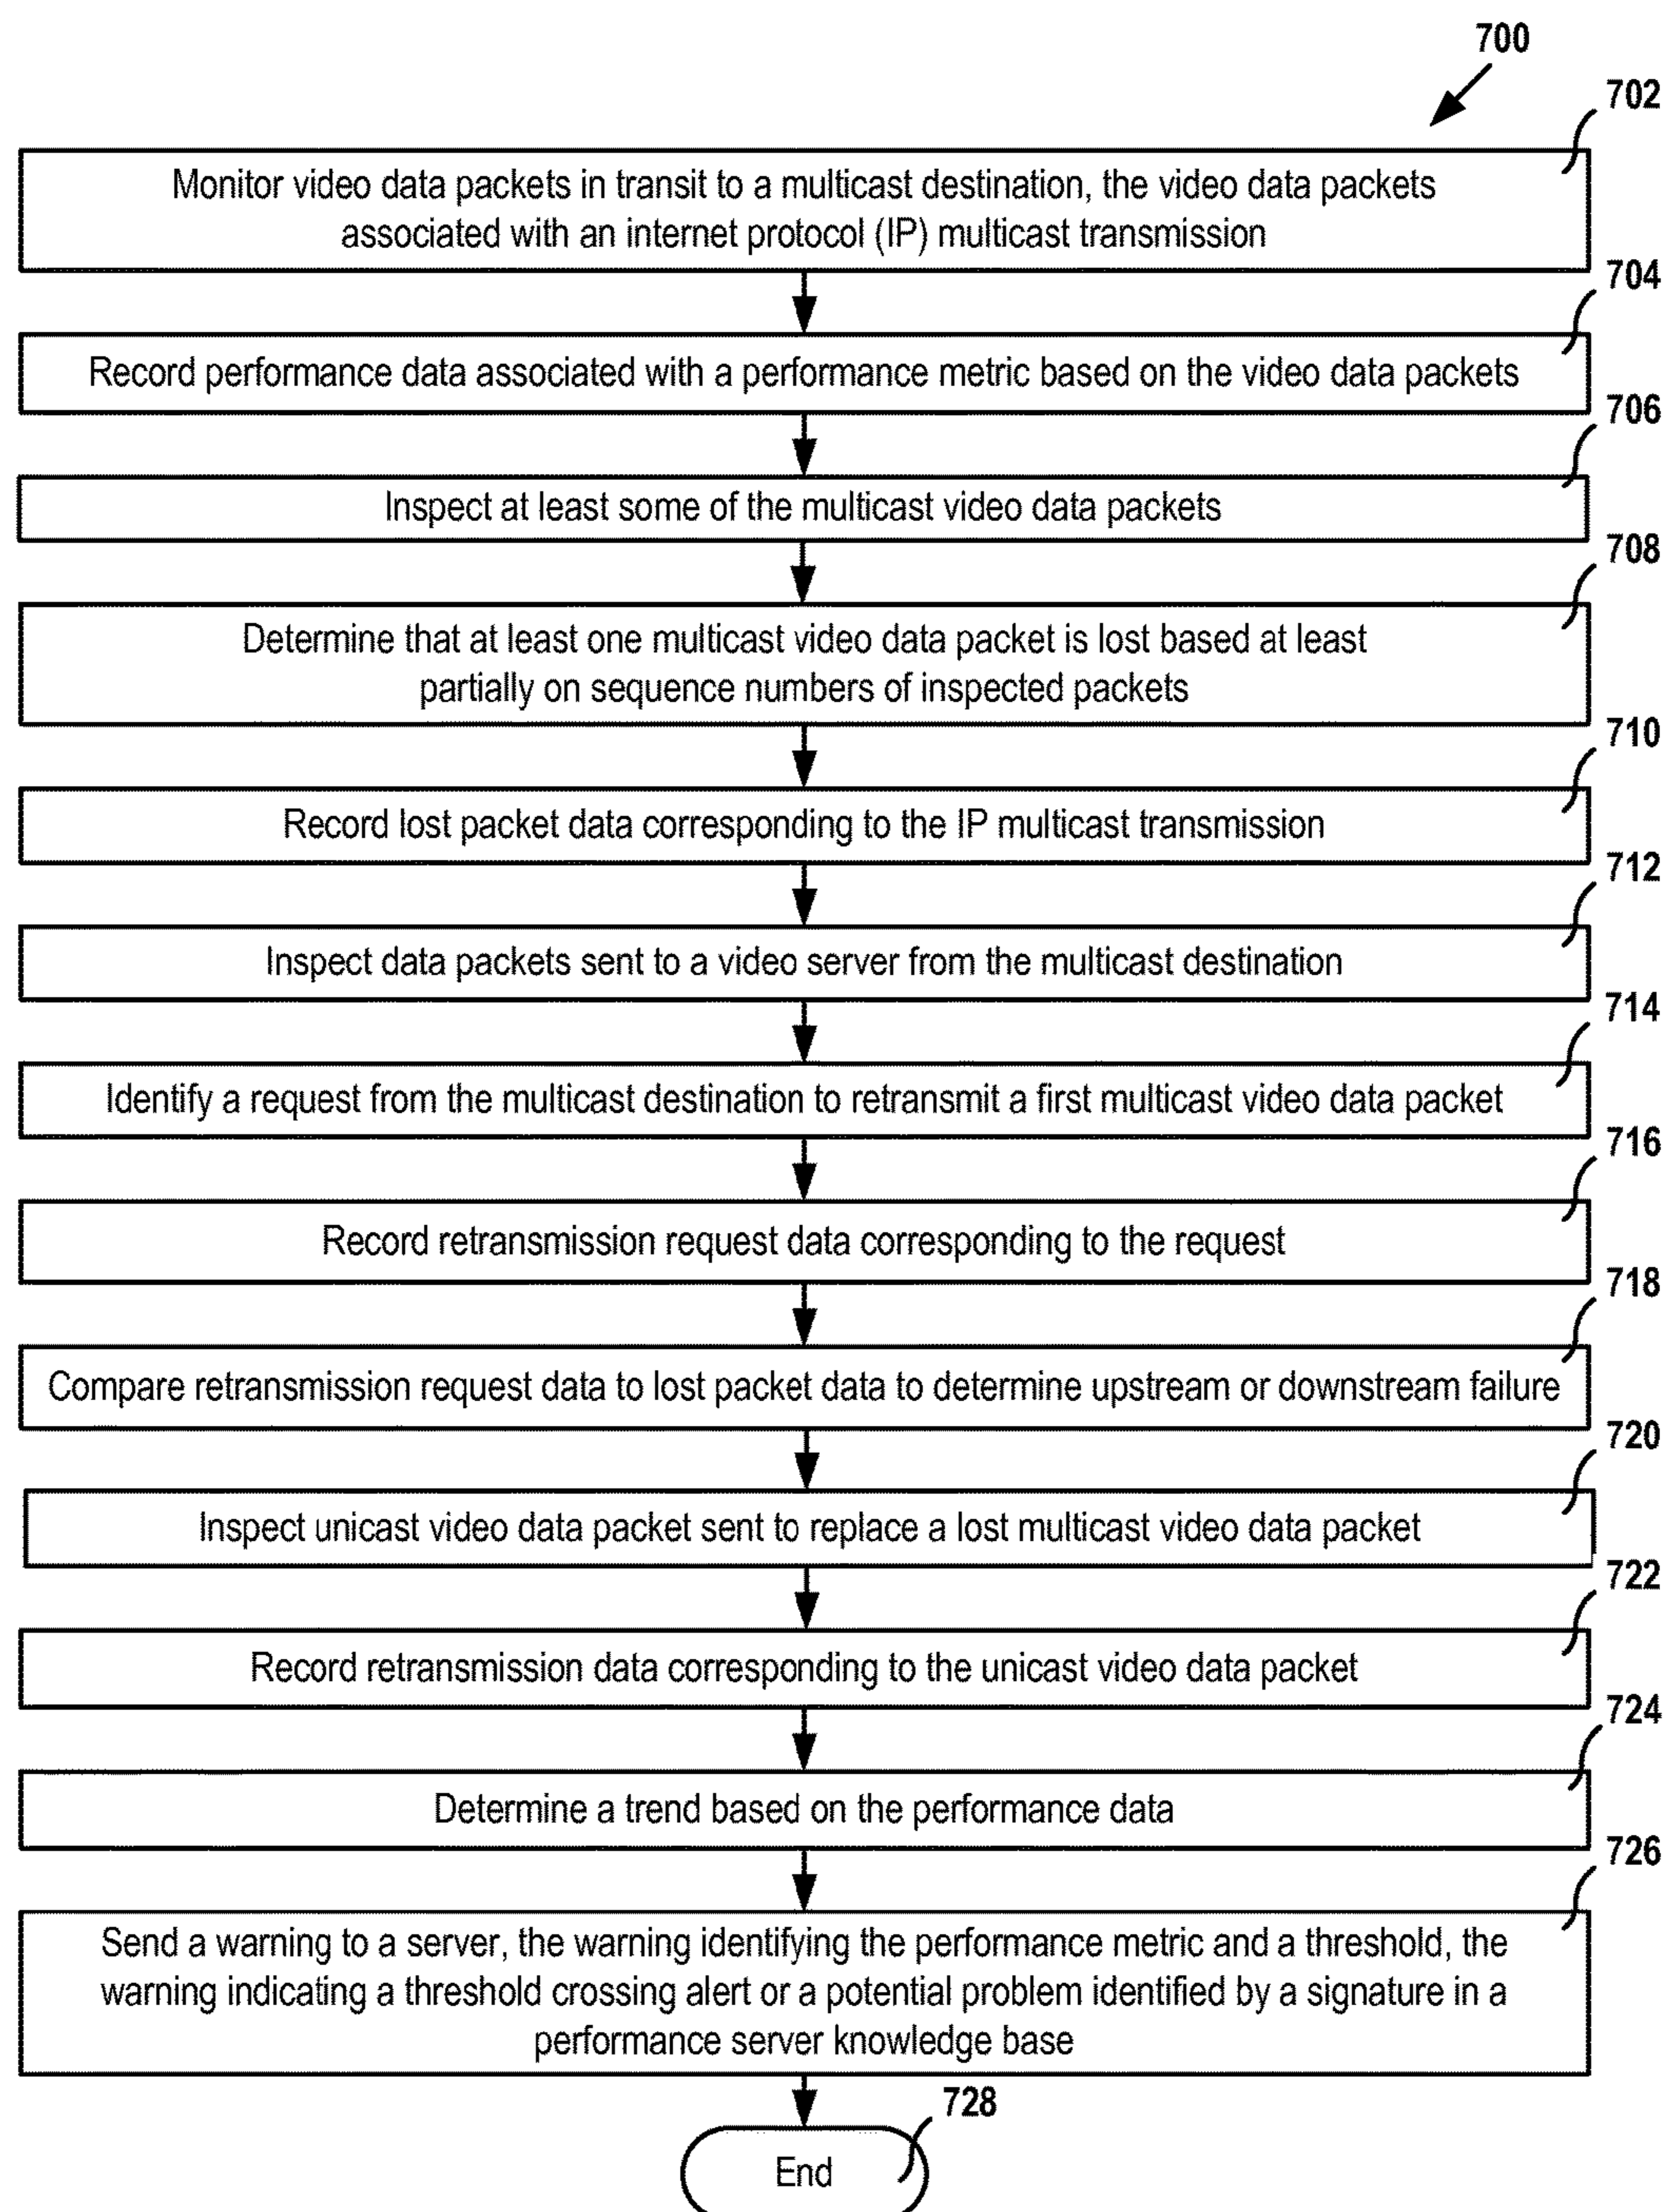 700
702
Monitor video data packets in transit to a multicast destination, the video data packets
associated with an internet protocol (IP) multicast transmission
704
Record performance data associated with a performance metric based on the video data packets
706
Inspect at least some of the multicast video data packets
708
Determine that at least one multicast video data packet is lost based at least
partially on sequence numbers of inspected packets
710
Record lost packet data corresponding to the IP multicast transmission
712
Inspect data packets sent to a video server from the multicast destination
714
Identify a request from the multicast destination to retransmit a first multicast video data packet
716
Record retransmission request data corresponding to the request
718
Compare retransmission request data to lost packet data to determine upstream or downstream failure
720
Inspect unicast video data packet sent to replace a lost multicast video data packet
722
Record retransmission data corresponding to the unicast video data packet
724
Determine a trend based on the performance data
726
Send a warning to a server, the warning identifying the performance metric and a threshold, the
warning indicating a threshold crossing alert or a potential problem identified by a signature in a
performance server knowledge base
728
End